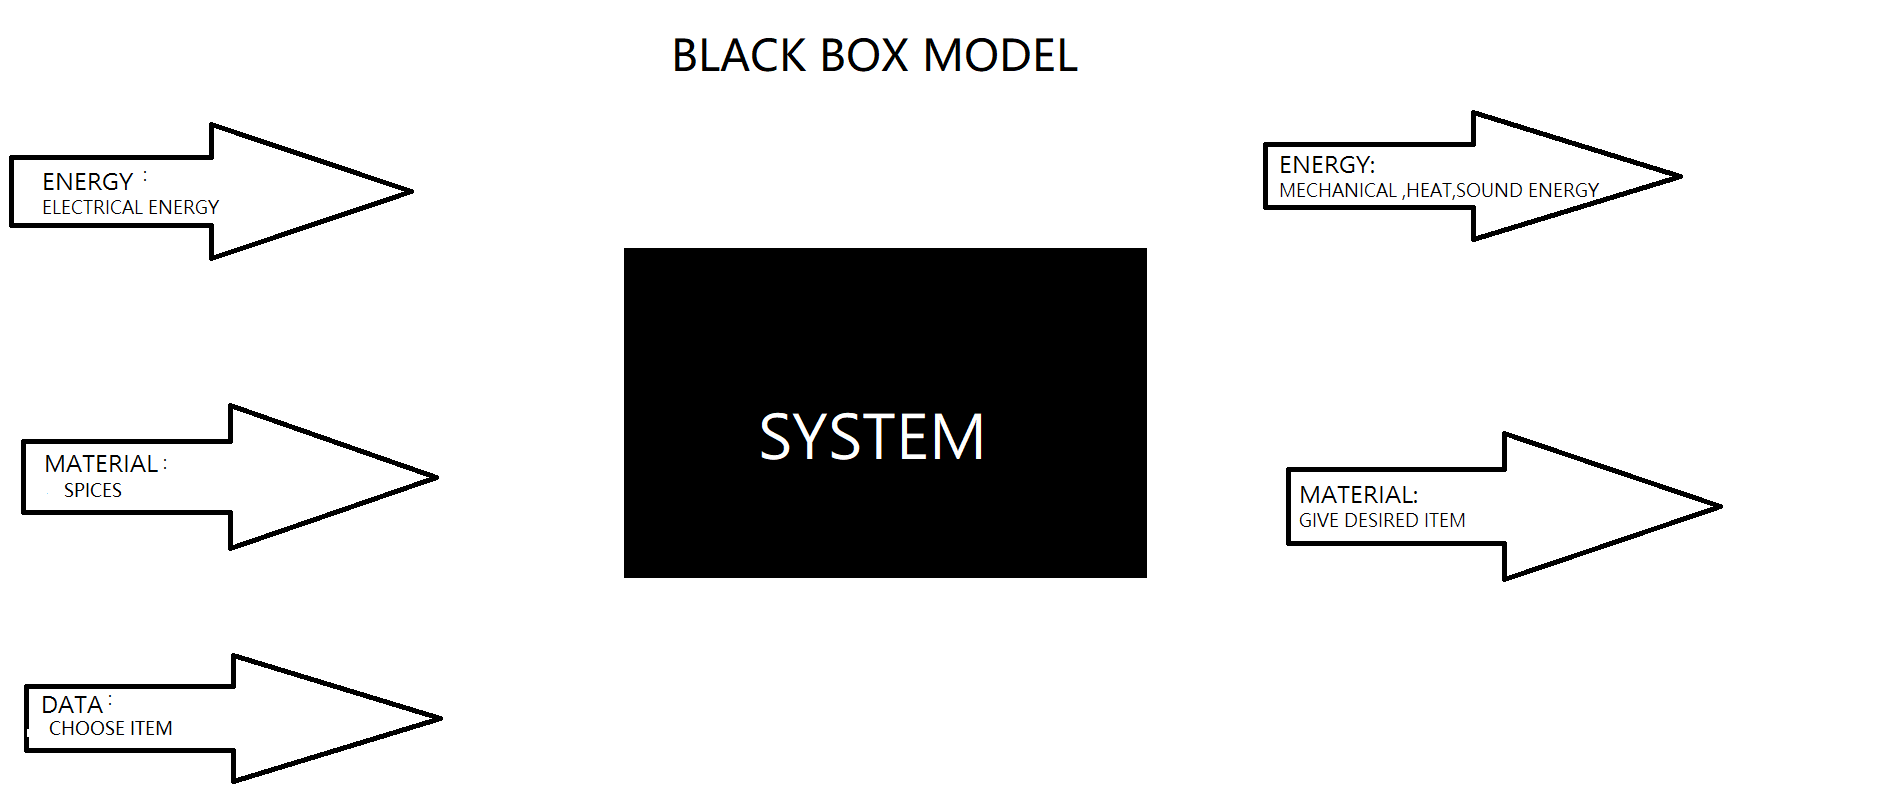 BLACK BOX MODEL
ENERGY :
ELECTRICAL ENERGY
MATERIAL :
SPICES
DATA :
CHOOSE ITEM
SYSTEM
ENERGY:
MECHANICAL ,HEAT,SOUND ENERGY
MATERIAL:
GIVE DESIRED ITEM